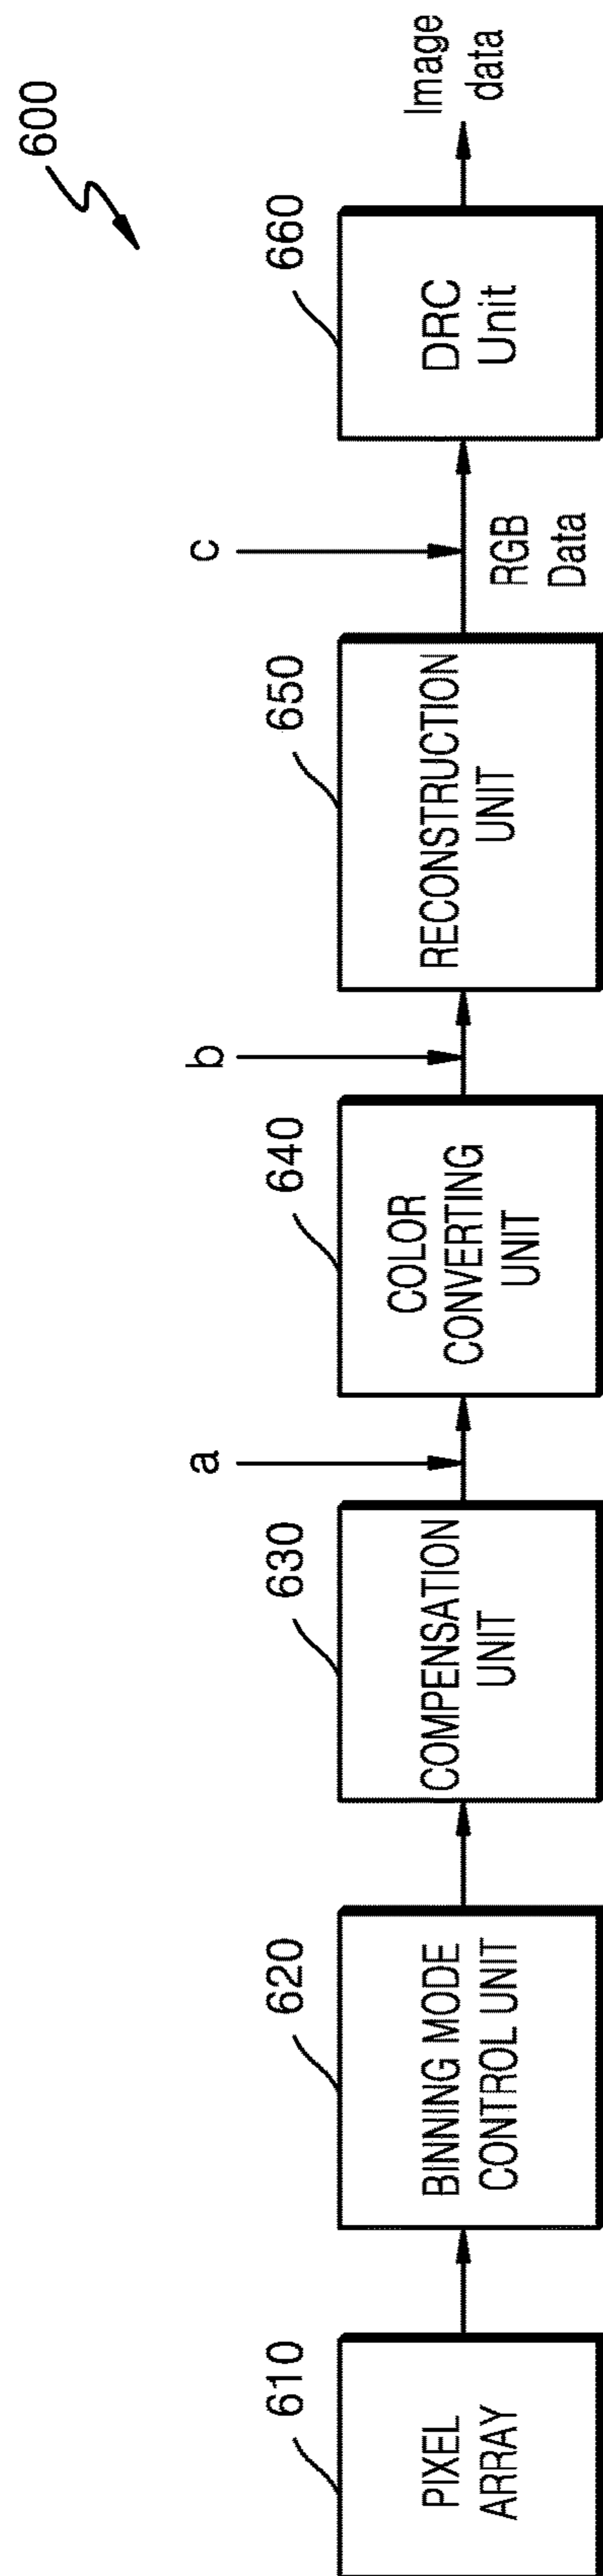 600
610
PIXEL
ARRAY
620
BINNING MODE
CONTROL UNIT
630
COMPENSATION
UNIT
a
640
COLOR
CONVERTING
UNIT
b
650
RECONSTRUCTION
UNIT
c
RGB
Data
660
DRC
Unit
Image
data